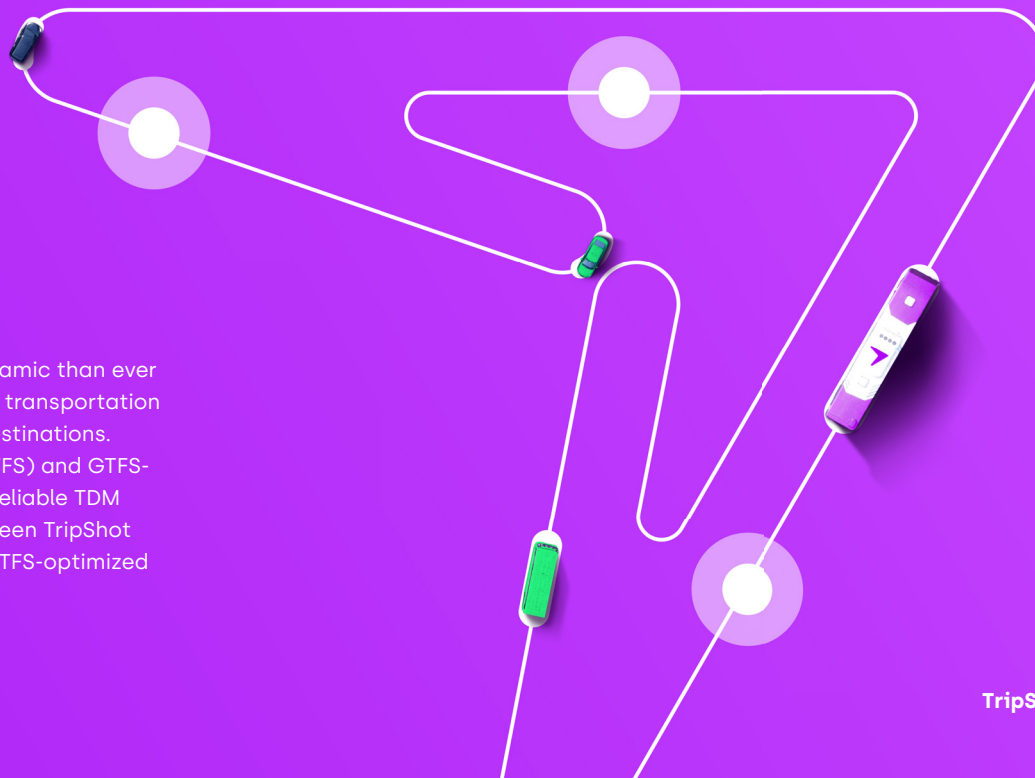 amic than ever
transportation
stinations.
FS) and GTFS-
eliable TDM
een TripShot
TFS-optimized
TripS